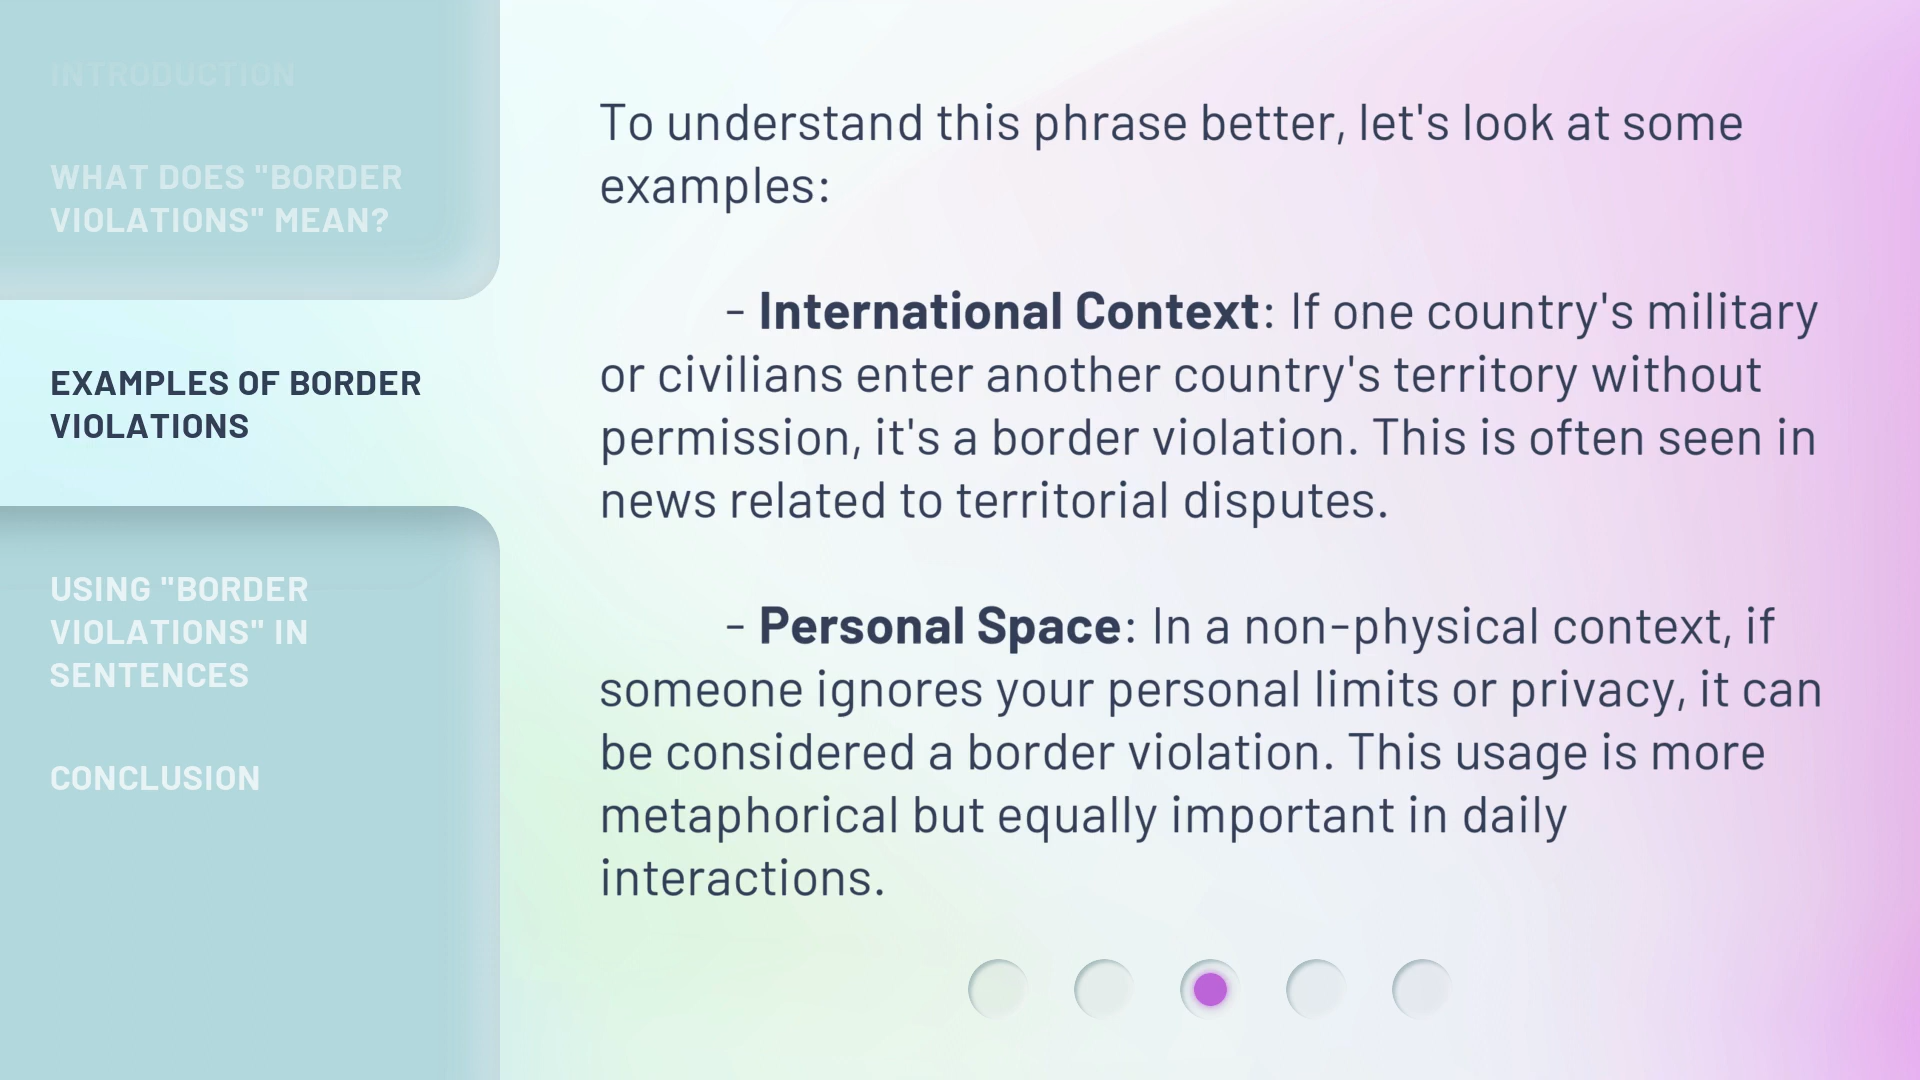 INTRODUCTION
WHAT DOES "BORDER
VIOLATIONS" MEAN?
EXAMPLES OF BORDER
VIOLATIONS
USING "BORDER
VIOLATIONS" IN
SENTENCES
CONCLUSION
To understand this phrase better, let's look at some
examples:
- International Context: If one country's military
or civilians enter another country's territory without
permission, it's a border violation. This is often seen in
news related to territorial disputes.
- Personal Space: In a non-physical context, if
someone ignores your personal limits or privacy, it can
be considered a border violation. This usage is more
metaphorical but equally important in daily
interactions.